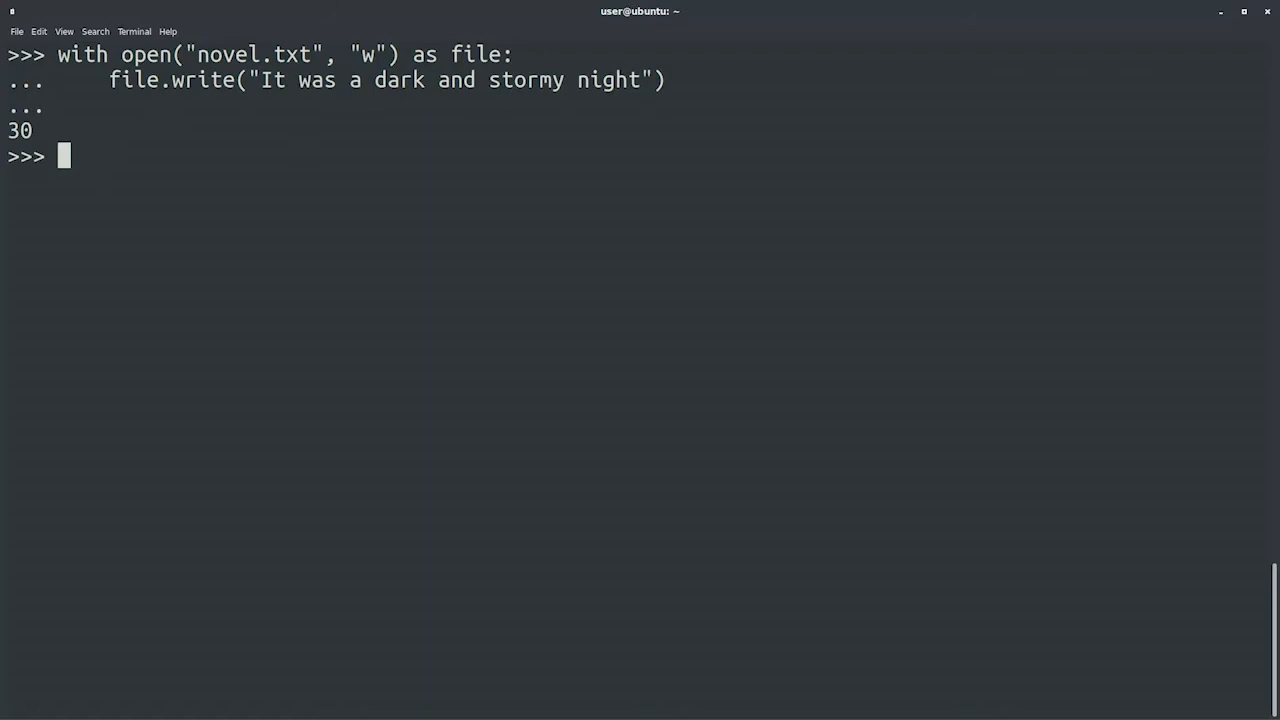 user@ubuntu: ~
File Edit View Search Terminal Help
>>> with open("novel.txt", "w") as file:
...     file.write("It was a dark and stormy night")
...
30
>>>